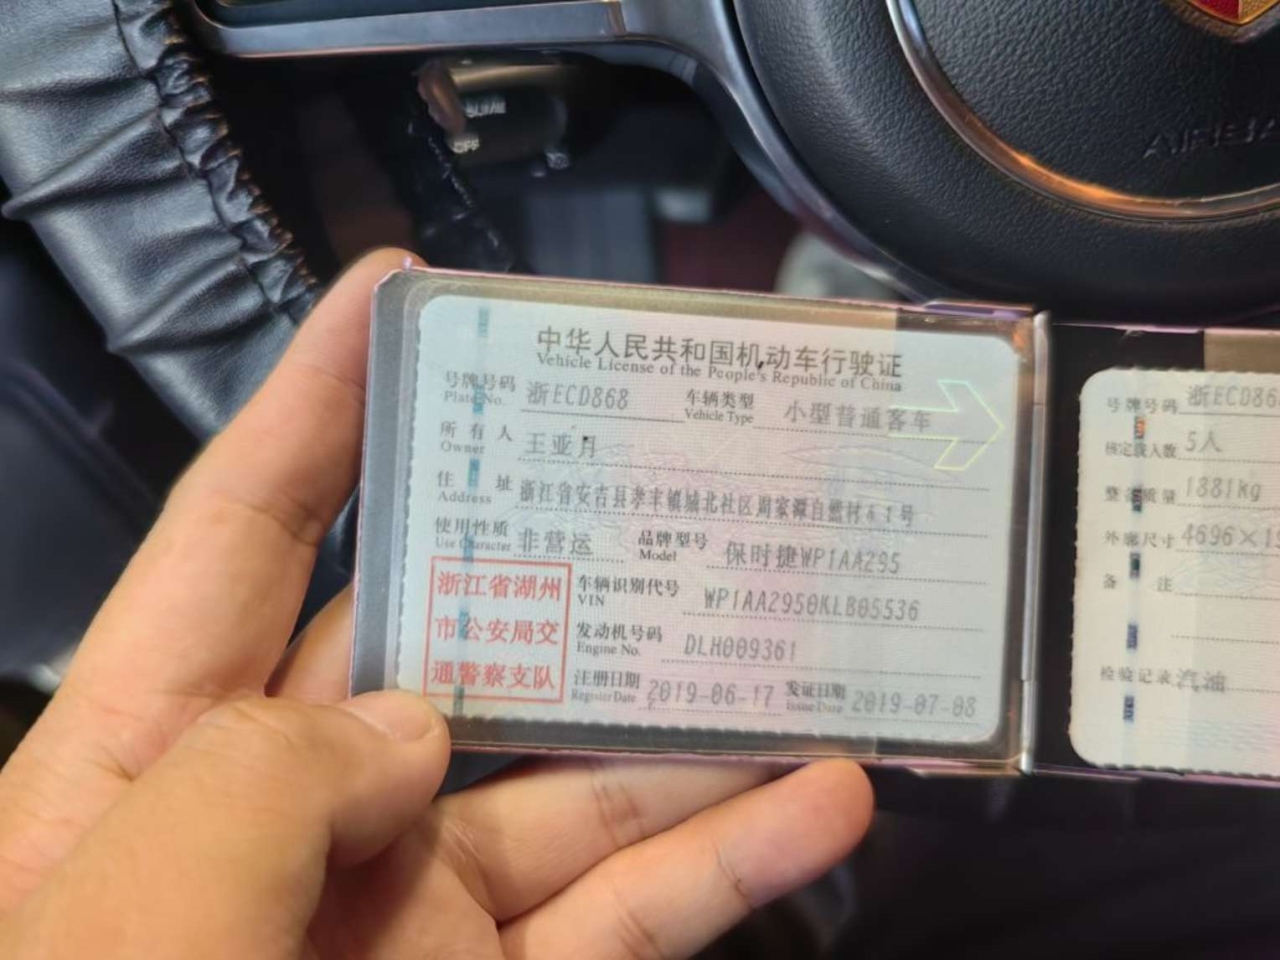 中华人民共和国机动车行驶证
Vehicle License of the People's Republic of China
号牌号码 浙ECD868 车辆类型 小型普通客车
Plate No. Vehicle Type
所有人 王亚月
Owner
住址 浙江省安吉县孝丰镇城北社区周家潭自然村41号
Address
使用性质 非营运 品牌型号 保时捷WP1AA295
Use Character Model
浙江省湖州
市公安局交
通警察支队
车辆识别代号 WP1AA2950KLB05536
VIN
发动机号码 DLH009361
Engine No.
注册日期 2019-06-17 发证日期 2019-07-08
Register Date Issue Date
号牌号码 浙ECD86
核定载人数 5人
整备质量 1881kg
外廓尺寸 4696×
备注
检验记录 汽油
OFF
AIRBA